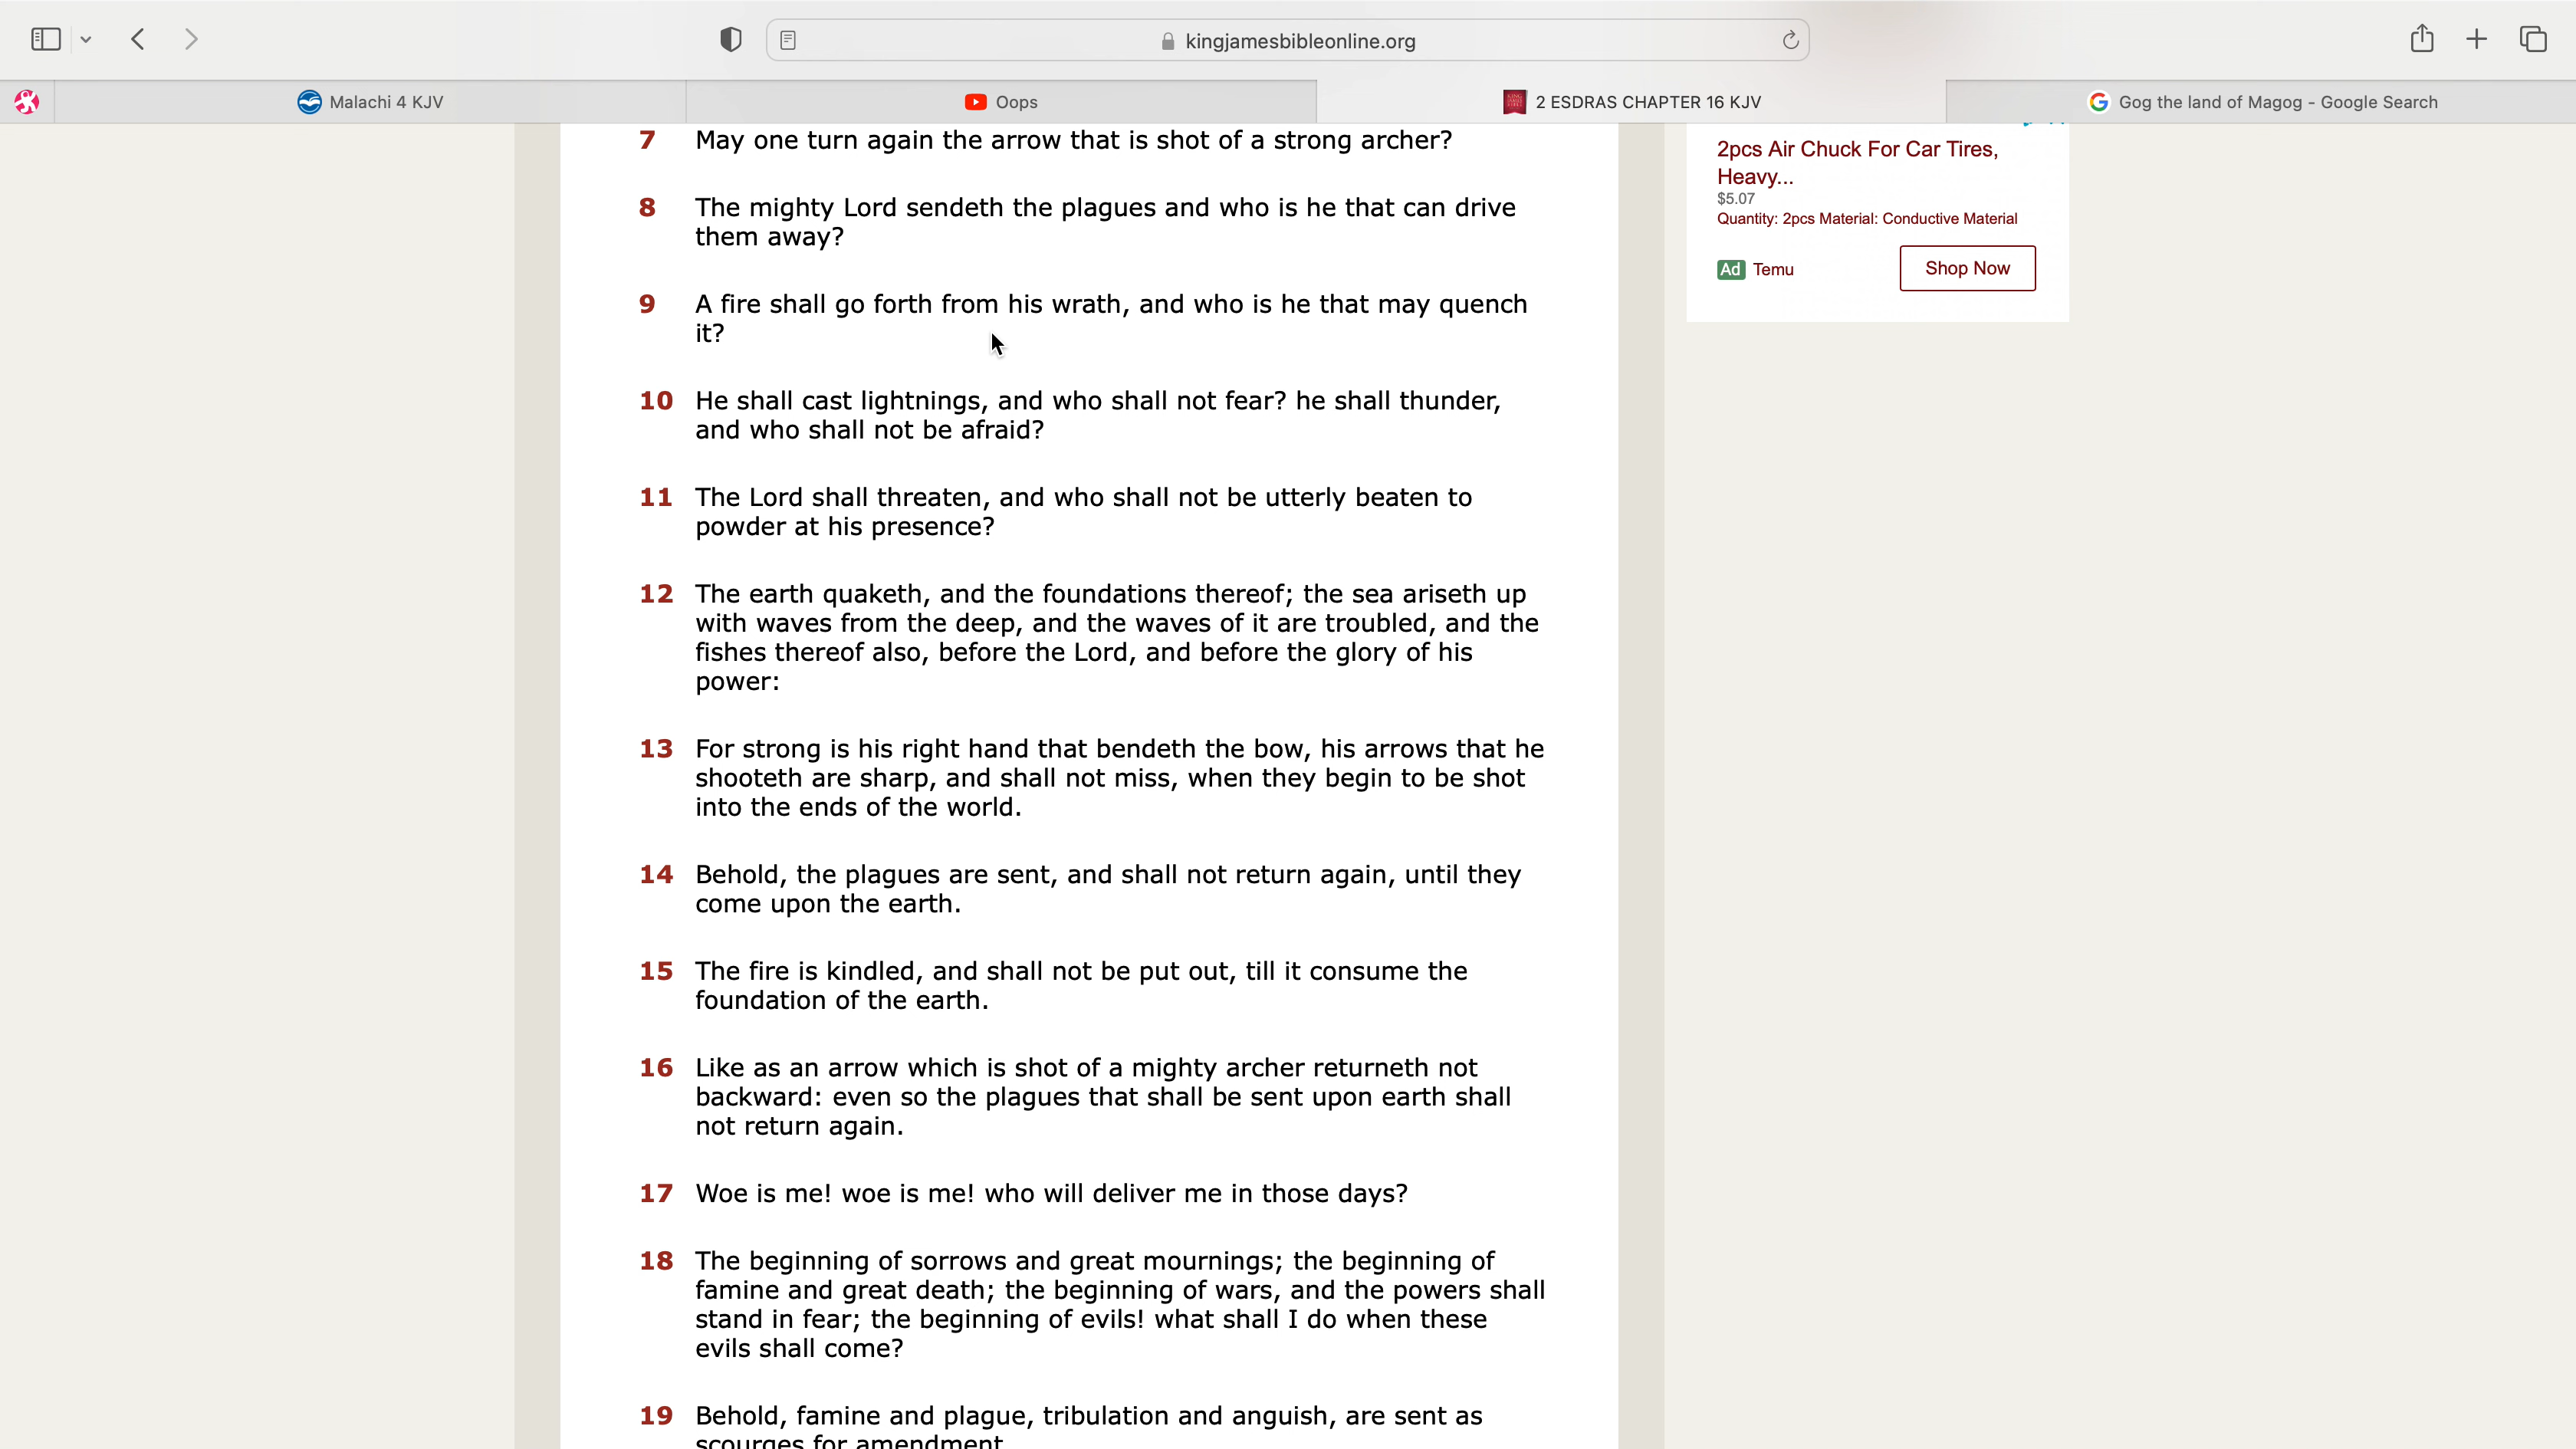 kingjamesbibleonline.org
Malachi 4 KJV
Oops
2 ESDRAS CHAPTER 16 KJV
Gog the land of Magog - Google Search
7 May one turn again the arrow that is shot of a strong archer?
8 The mighty Lord sendeth the plagues and who is he that can drive
them away?
9 A fire shall go forth from his wrath, and who is he that may quench
it?
10 He shall cast lightnings, and who shall not fear? he shall thunder,
and who shall not be afraid?
11 The Lord shall threaten, and who shall not be utterly beaten to
powder at his presence?
12 The earth quaketh, and the foundations thereof; the sea ariseth up
with waves from the deep, and the waves of it are troubled, and the
fishes thereof also, before the Lord, and before the glory of his
power:
13 For strong is his right hand that bendeth the bow, his arrows that he
shooteth are sharp, and shall not miss, when they begin to be shot
into the ends of the world.
14 Behold, the plagues are sent, and shall not return again, until they
come upon the earth.
15 The fire is kindled, and shall not be put out, till it consume the
foundation of the earth.
16 Like as an arrow which is shot of a mighty archer returneth not
backward: even so the plagues that shall be sent upon earth shall
not return again.
17 Woe is me! woe is me! who will deliver me in those days?
18 The beginning of sorrows and great mournings; the beginning of
famine and great death; the beginning of wars, and the powers shall
stand in fear; the beginning of evils! what shall I do when these
evils shall come?
19 Behold, famine and plague, tribulation and anguish, are sent as
scourges for amendment
2pcs Air Chuck For Car Tires,
Heavy...
$5.07
Quantity: 2pcs Material: Conductive Material
Ad Temu
Shop Now